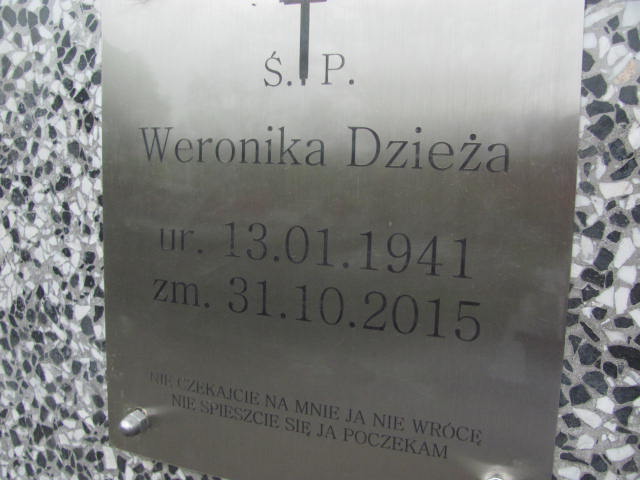 Ś. P.
Weronika Dzieża
ur. 13.01.1941
zm. 31.10.2015
NIE CZEKAJCIE NA MNIE JA NIE WRÓCĘ
NIE SPIESZCIE SIĘ JA POCZEKAM